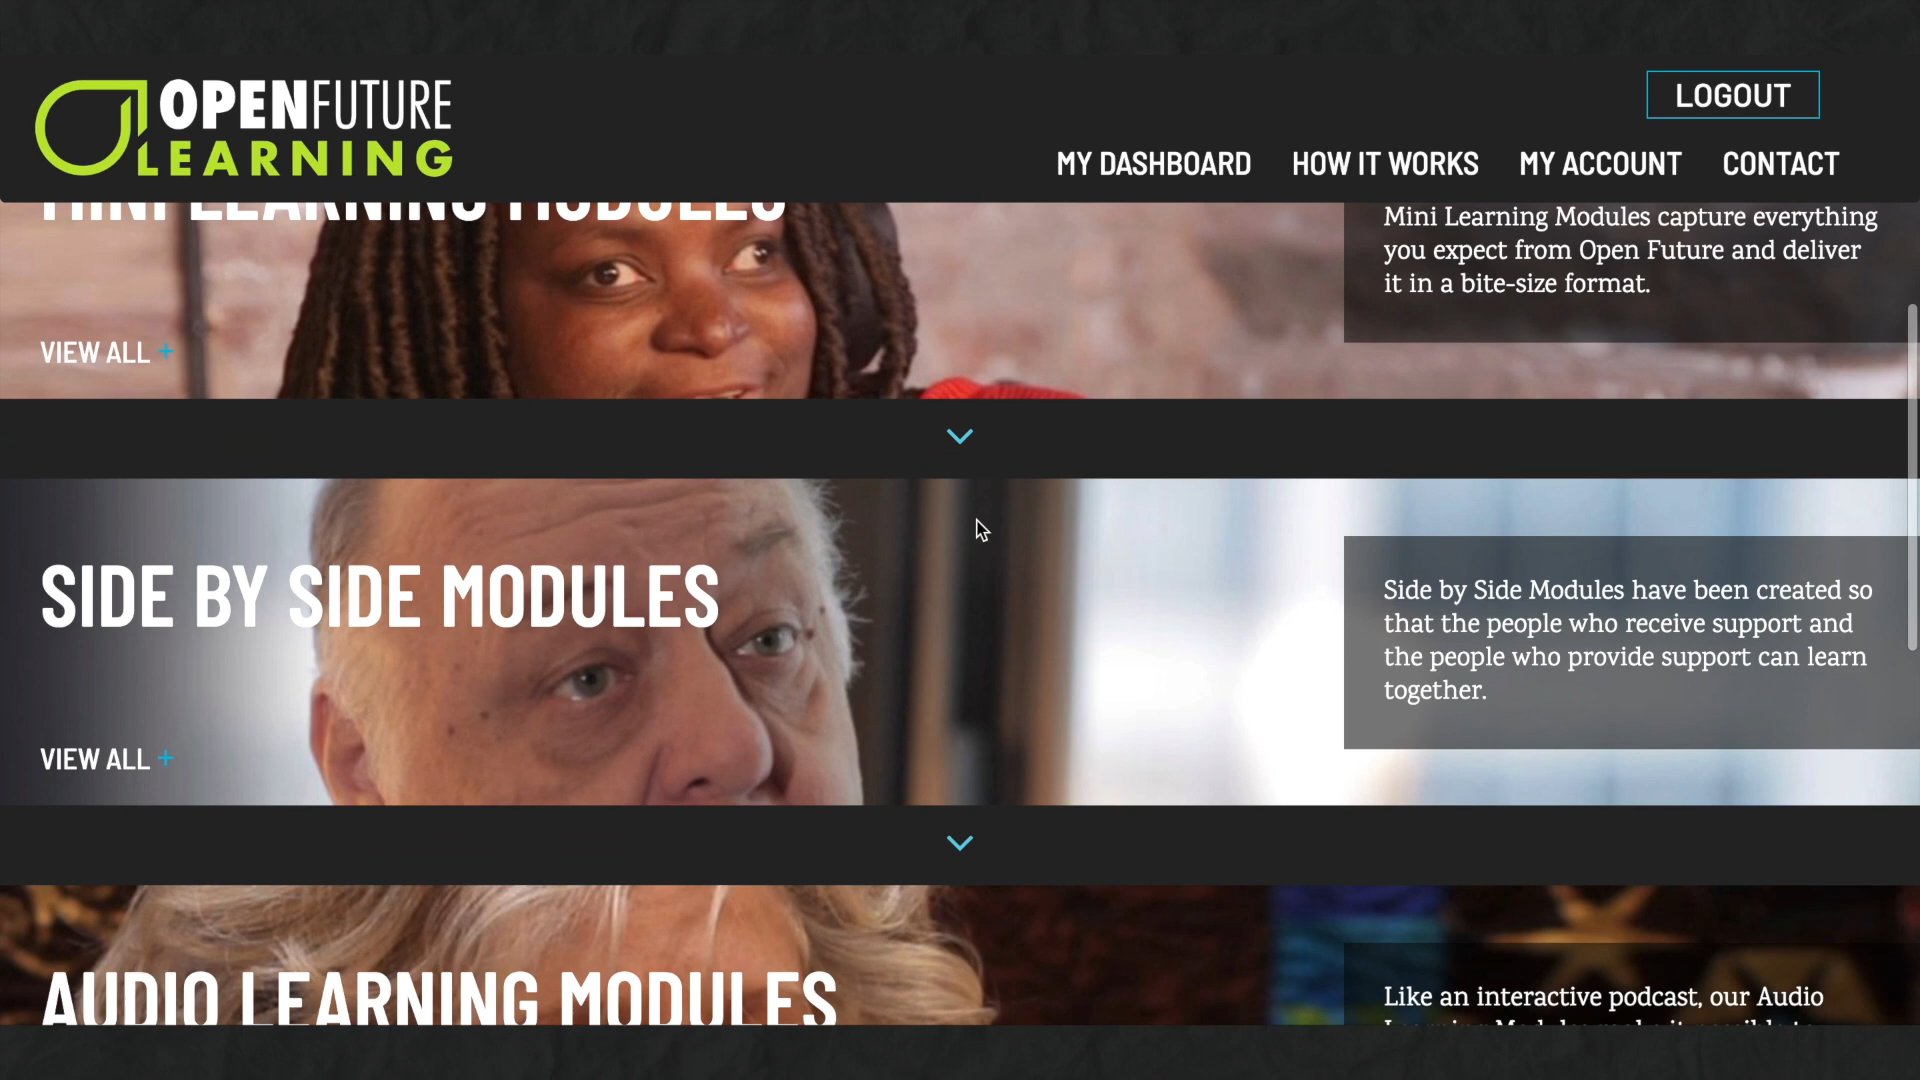 OPENFUTURE
LEARNING
LOGOUT
MY DASHBOARD HOW IT WORKS MY ACCOUNT CONTACT
MINI LEARNING MODULES
Mini Learning Modules capture everything
you expect from Open Future and deliver
it in a bite-size format.
VIEW ALL +
SIDE BY SIDE MODULES
Side by Side Modules have been created so
that the people who receive support and
the people who provide support can learn
together.
VIEW ALL +
AUDIO LEARNING MODULES
Like an interactive podcast, our Audio